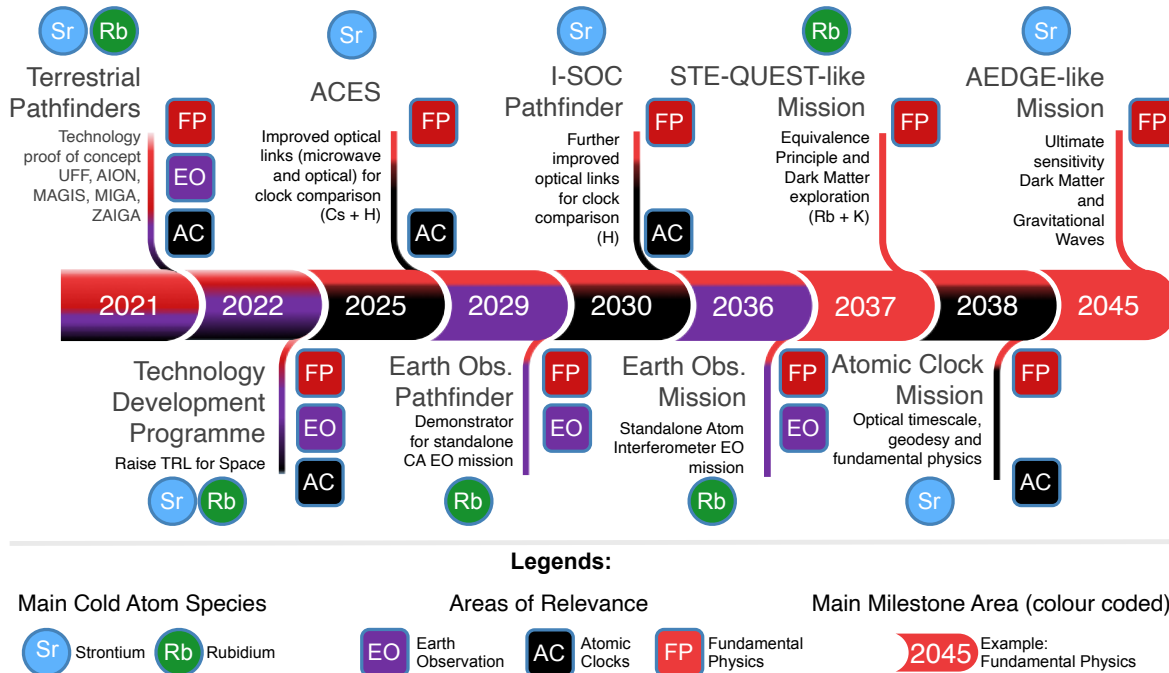 Sr Rb
Terrestrial
Pathfinders
Technology
proof of concept
UFF, AION,
MAGIS, MIGA,
ZAIGA
FP
EO
AC
Sr
ACES
Improved optical
links (microwave
and optical) for
clock comparison
(Cs + H)
FP
AC
Sr
I-SOC
Pathfinder
Further
improved
optical links
for clock
comparison
(H)
FP
AC
Rb
STE-QUEST-like
Mission
Equivalence
Principle and
Dark Matter
exploration
(Rb + K)
FP
Sr
AEDGE-like
Mission
Ultimate
sensitivity
Dark Matter
and
Gravitational
Waves
FP
2021 2022 2025 2029 2030 2036 2037 2038 2045
Technology
Development
Programme
Raise TRL for Space
Sr Rb
FP
EO
AC
Earth Obs.
Pathfinder
Demonstrator
for standalone
CA EO mission
Rb
FP
EO
Earth Obs.
Mission
Standalone Atom
Interferometer EO
mission
Rb
FP
EO
Atomic Clock
Mission
Optical timescale,
geodesy and
fundamental physics
Sr
FP
AC
Legends:
Main Cold Atom Species
Sr Strontium Rb Rubidium
Areas of Relevance
EO Earth
Observation
AC Atomic
Clocks
FP Fundamental
Physics
Main Milestone Area (colour coded)
2045 Example:
Fundamental Physics